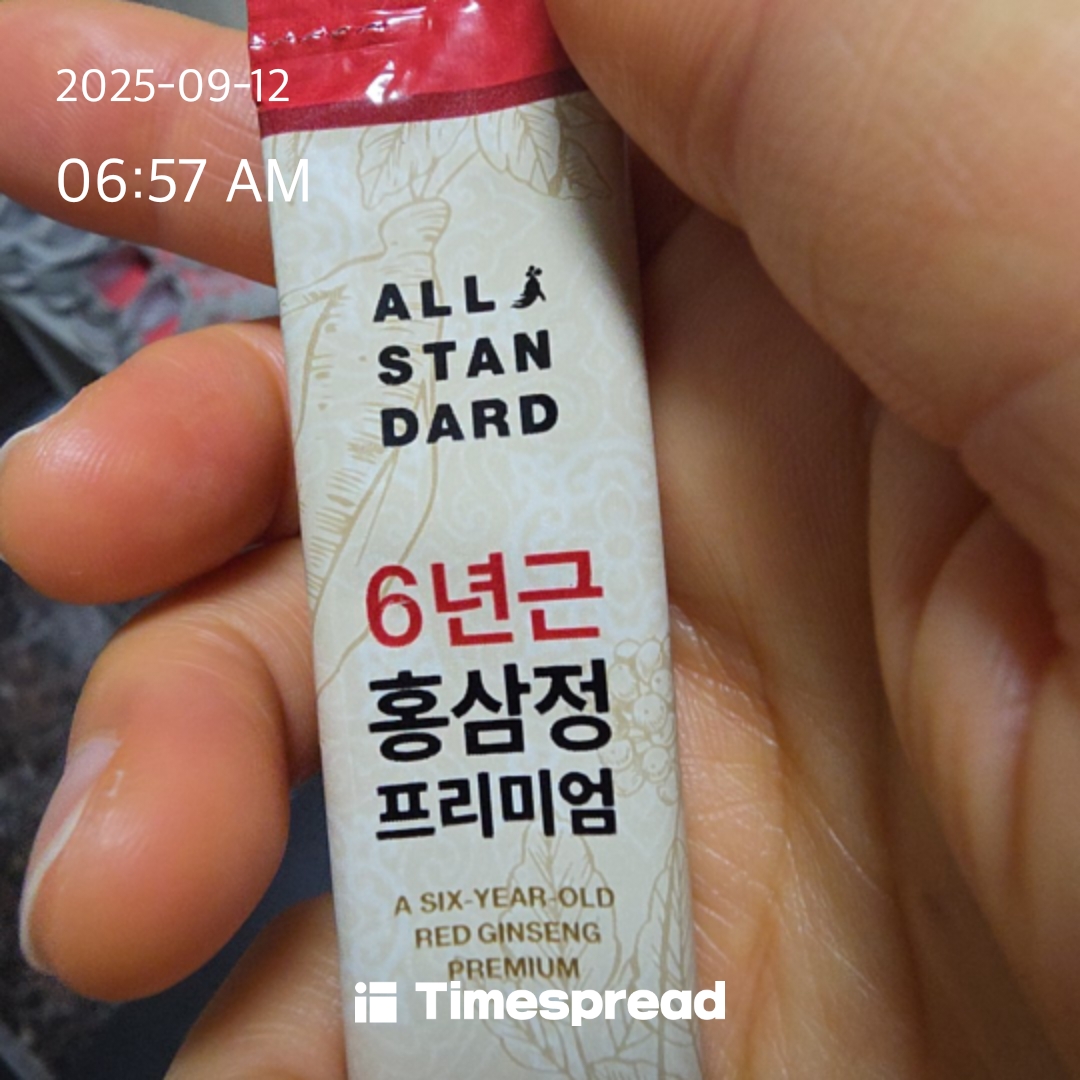 2025-09-12
06:57 AM
ALL
STAN
DARD
6년근
홍삼정
프리미엄
A SIX-YEAR-OLD
RED GINSENG
PREMIUM
Timespread